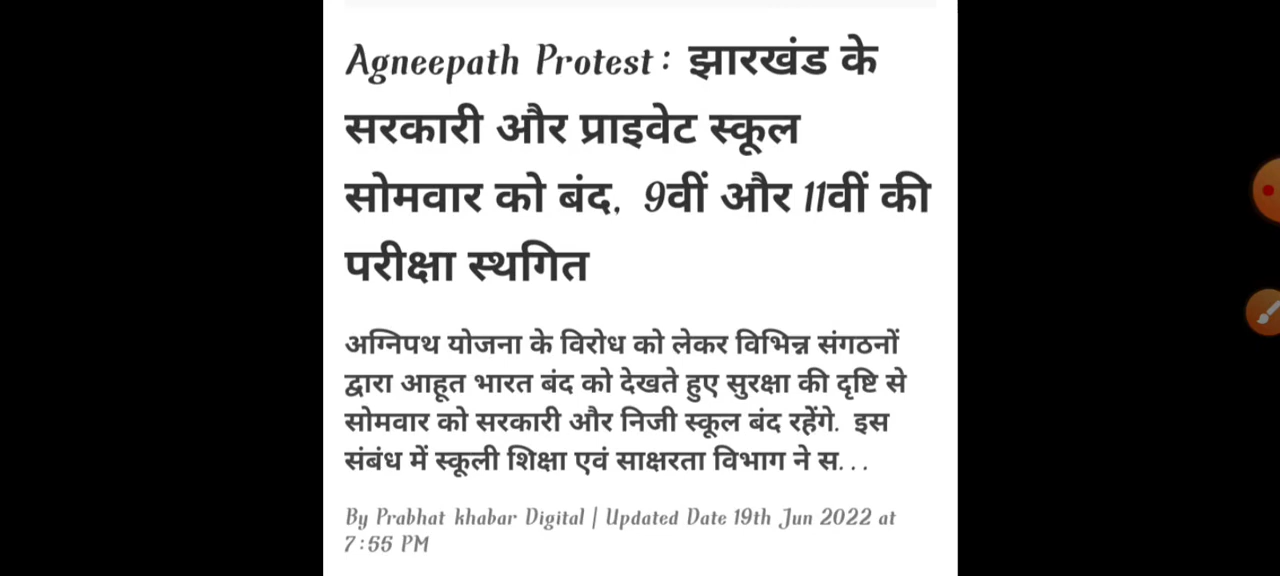 Agneepath Protest: झारखंड के
सरकारी और प्राइवेट स्कूल
सोमवार को बंद, 9वीं और 11वीं की
परीक्षा स्थगित
अग्निपथ योजना के विरोध को लेकर विभिन्न संगठनों
द्वारा आहूत भारत बंद को देखते हुए सुरक्षा की दृष्टि से
सोमवार को सरकारी और निजी स्कूल बंद रहेंगे. इस
संबंध में स्कूली शिक्षा एवं साक्षरता विभाग ने स...
By Prabhat khabar Digital | Updated Date 19th Jun 2022 at
7:55 PM